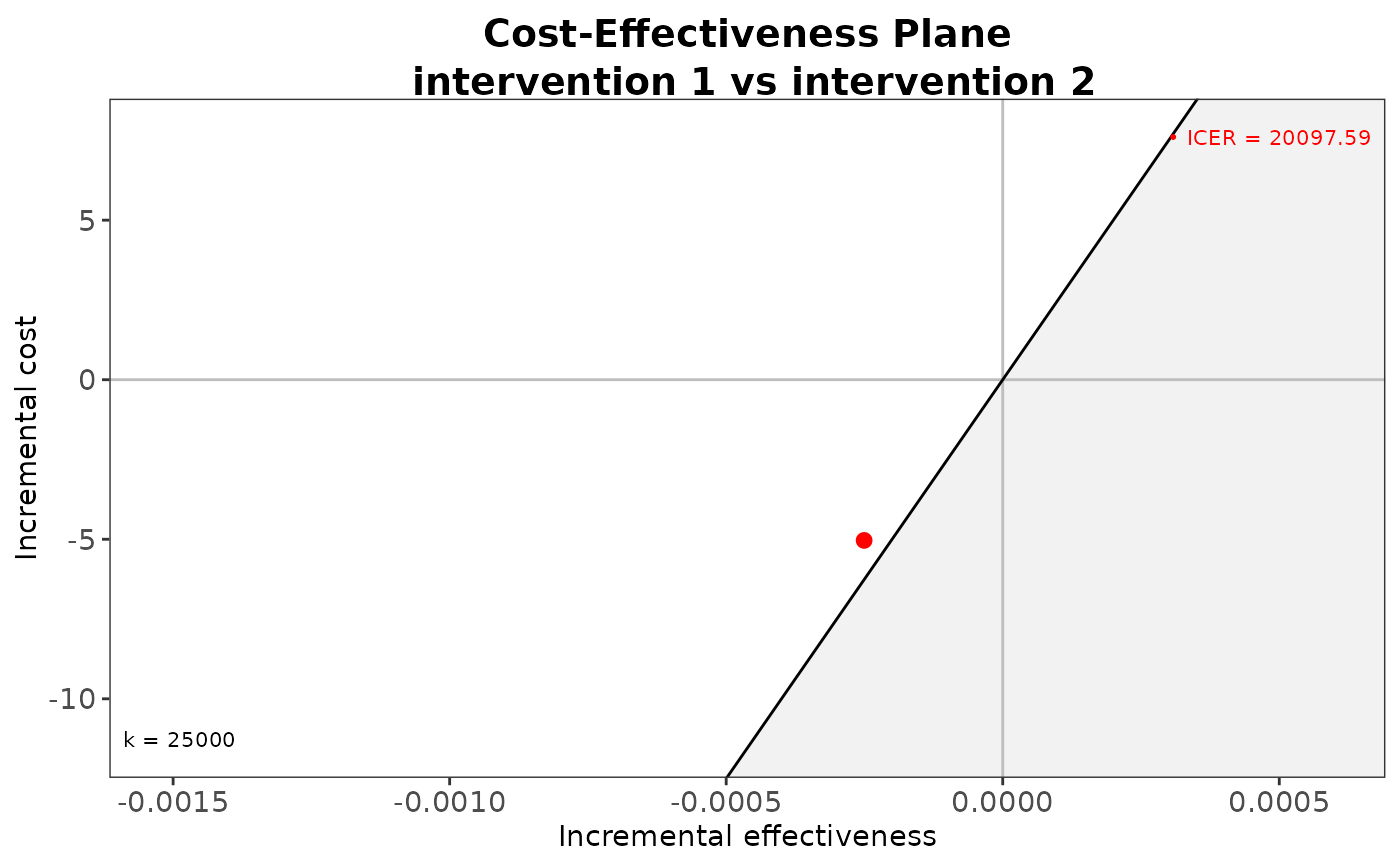 Cost-Effectiveness Plane
intervention 1 vs intervention 2
ICER = 20097.59
5
0
-5
-10
Incremental cost
k = 25000
-0.0015
-0.0010
-0.0005
0.0000
0.0005
Incremental effectiveness